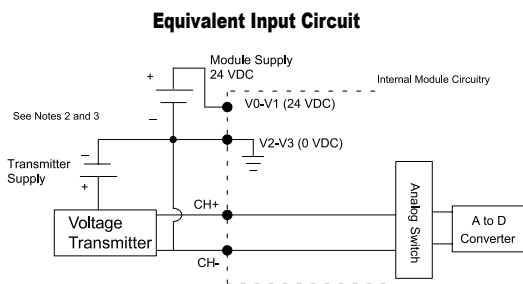 Equivalent Input Circuit
Module Supply
24 VDC
Internal Module Circuitry
+
V0-V1 (24 VDC)
–
See Notes 2 and 3
V2-V3 (0 VDC)
–
Transmitter
Supply
+
CH+
Voltage
Transmitter
Analog Switch
A to D
Converter
CH-